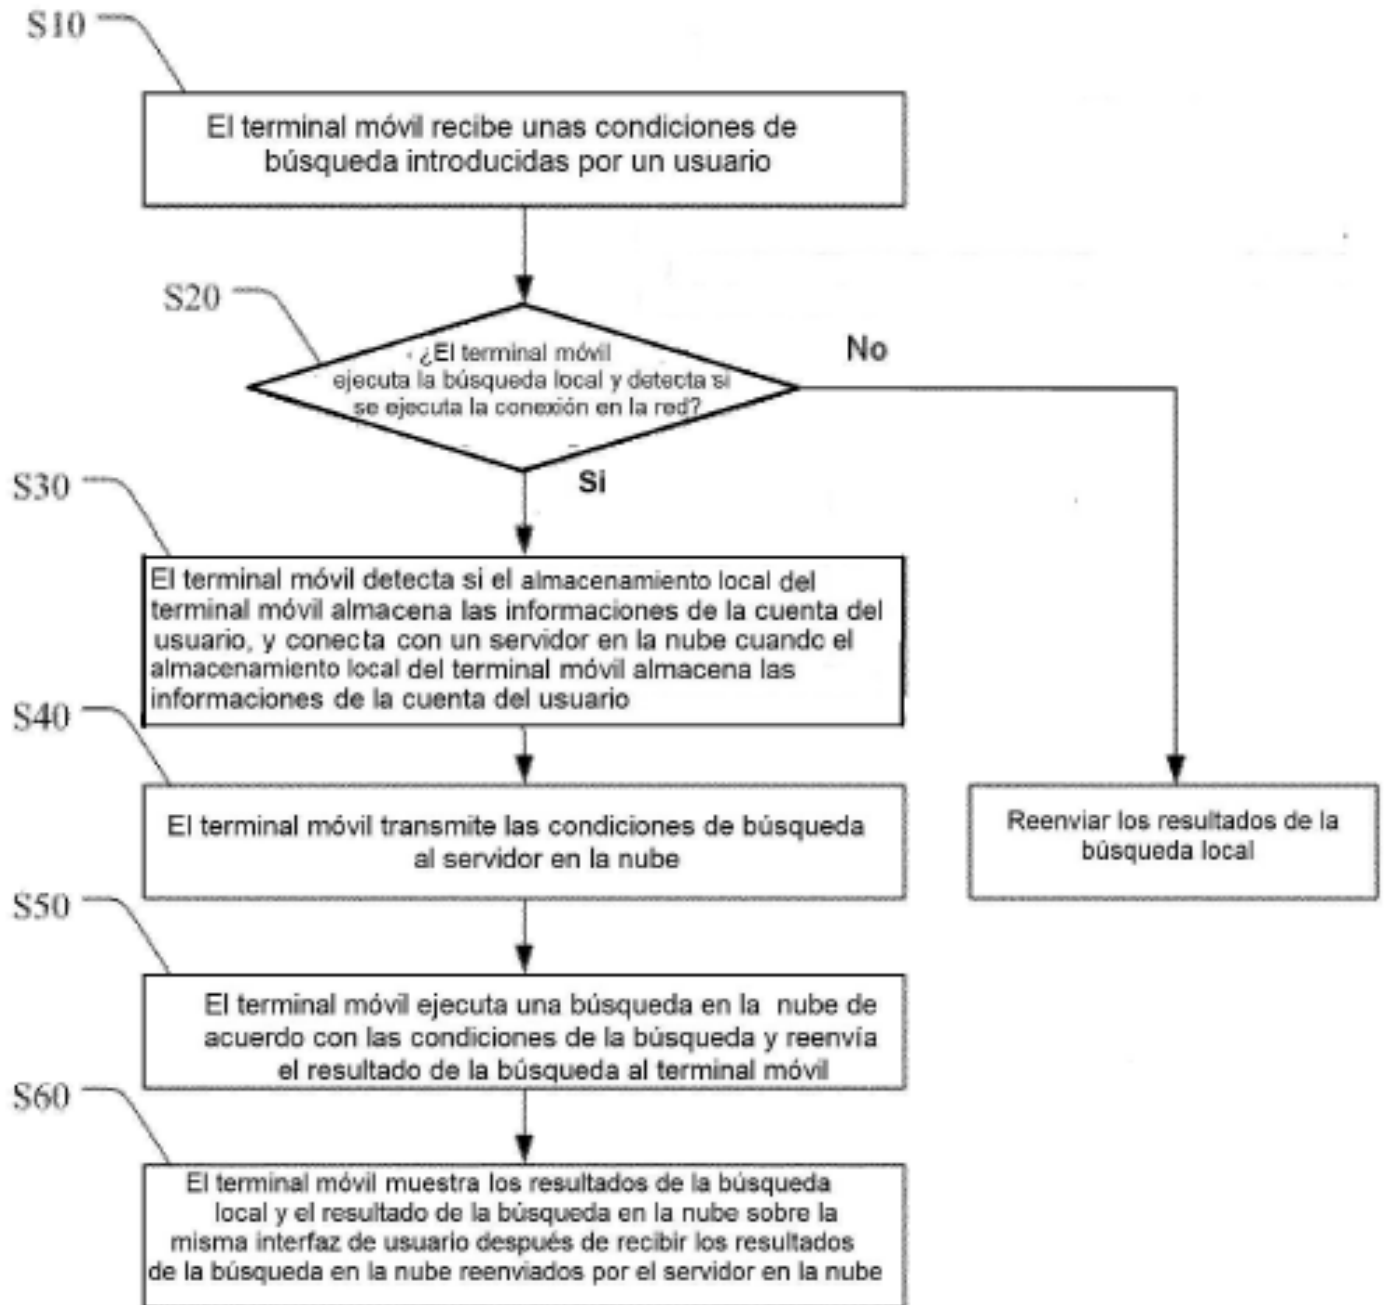 S10
El terminal móvil recibe unas condiciones de
búsqueda introducidas por un usuario
S20
¿El terminal móvil
ejecuta la búsqueda local y detecta si
se ejecuta la conexión en la red?
No
Si
S30
El terminal móvil detecta si el almacenamiento local del
terminal móvil almacena las informaciones de la cuenta del
usuario, y conecta con un servidor en la nube cuando el
almacenamiento local del terminal móvil almacena las
informaciones de la cuenta del usuario
S40
El terminal móvil transmite las condiciones de búsqueda
al servidor en la nube
Reenviar los resultados de la
búsqueda local
S50
El terminal móvil ejecuta una búsqueda en la nube de
acuerdo con las condiciones de la búsqueda y reenvía
el resultado de la búsqueda al terminal móvil
S60
El terminal móvil muestra los resultados de la búsqueda
local y el resultado de la búsqueda en la nube sobre la
misma interfaz de usuario después de recibir los resultados
de la búsqueda en la nube reenviados por el servidor en la nube